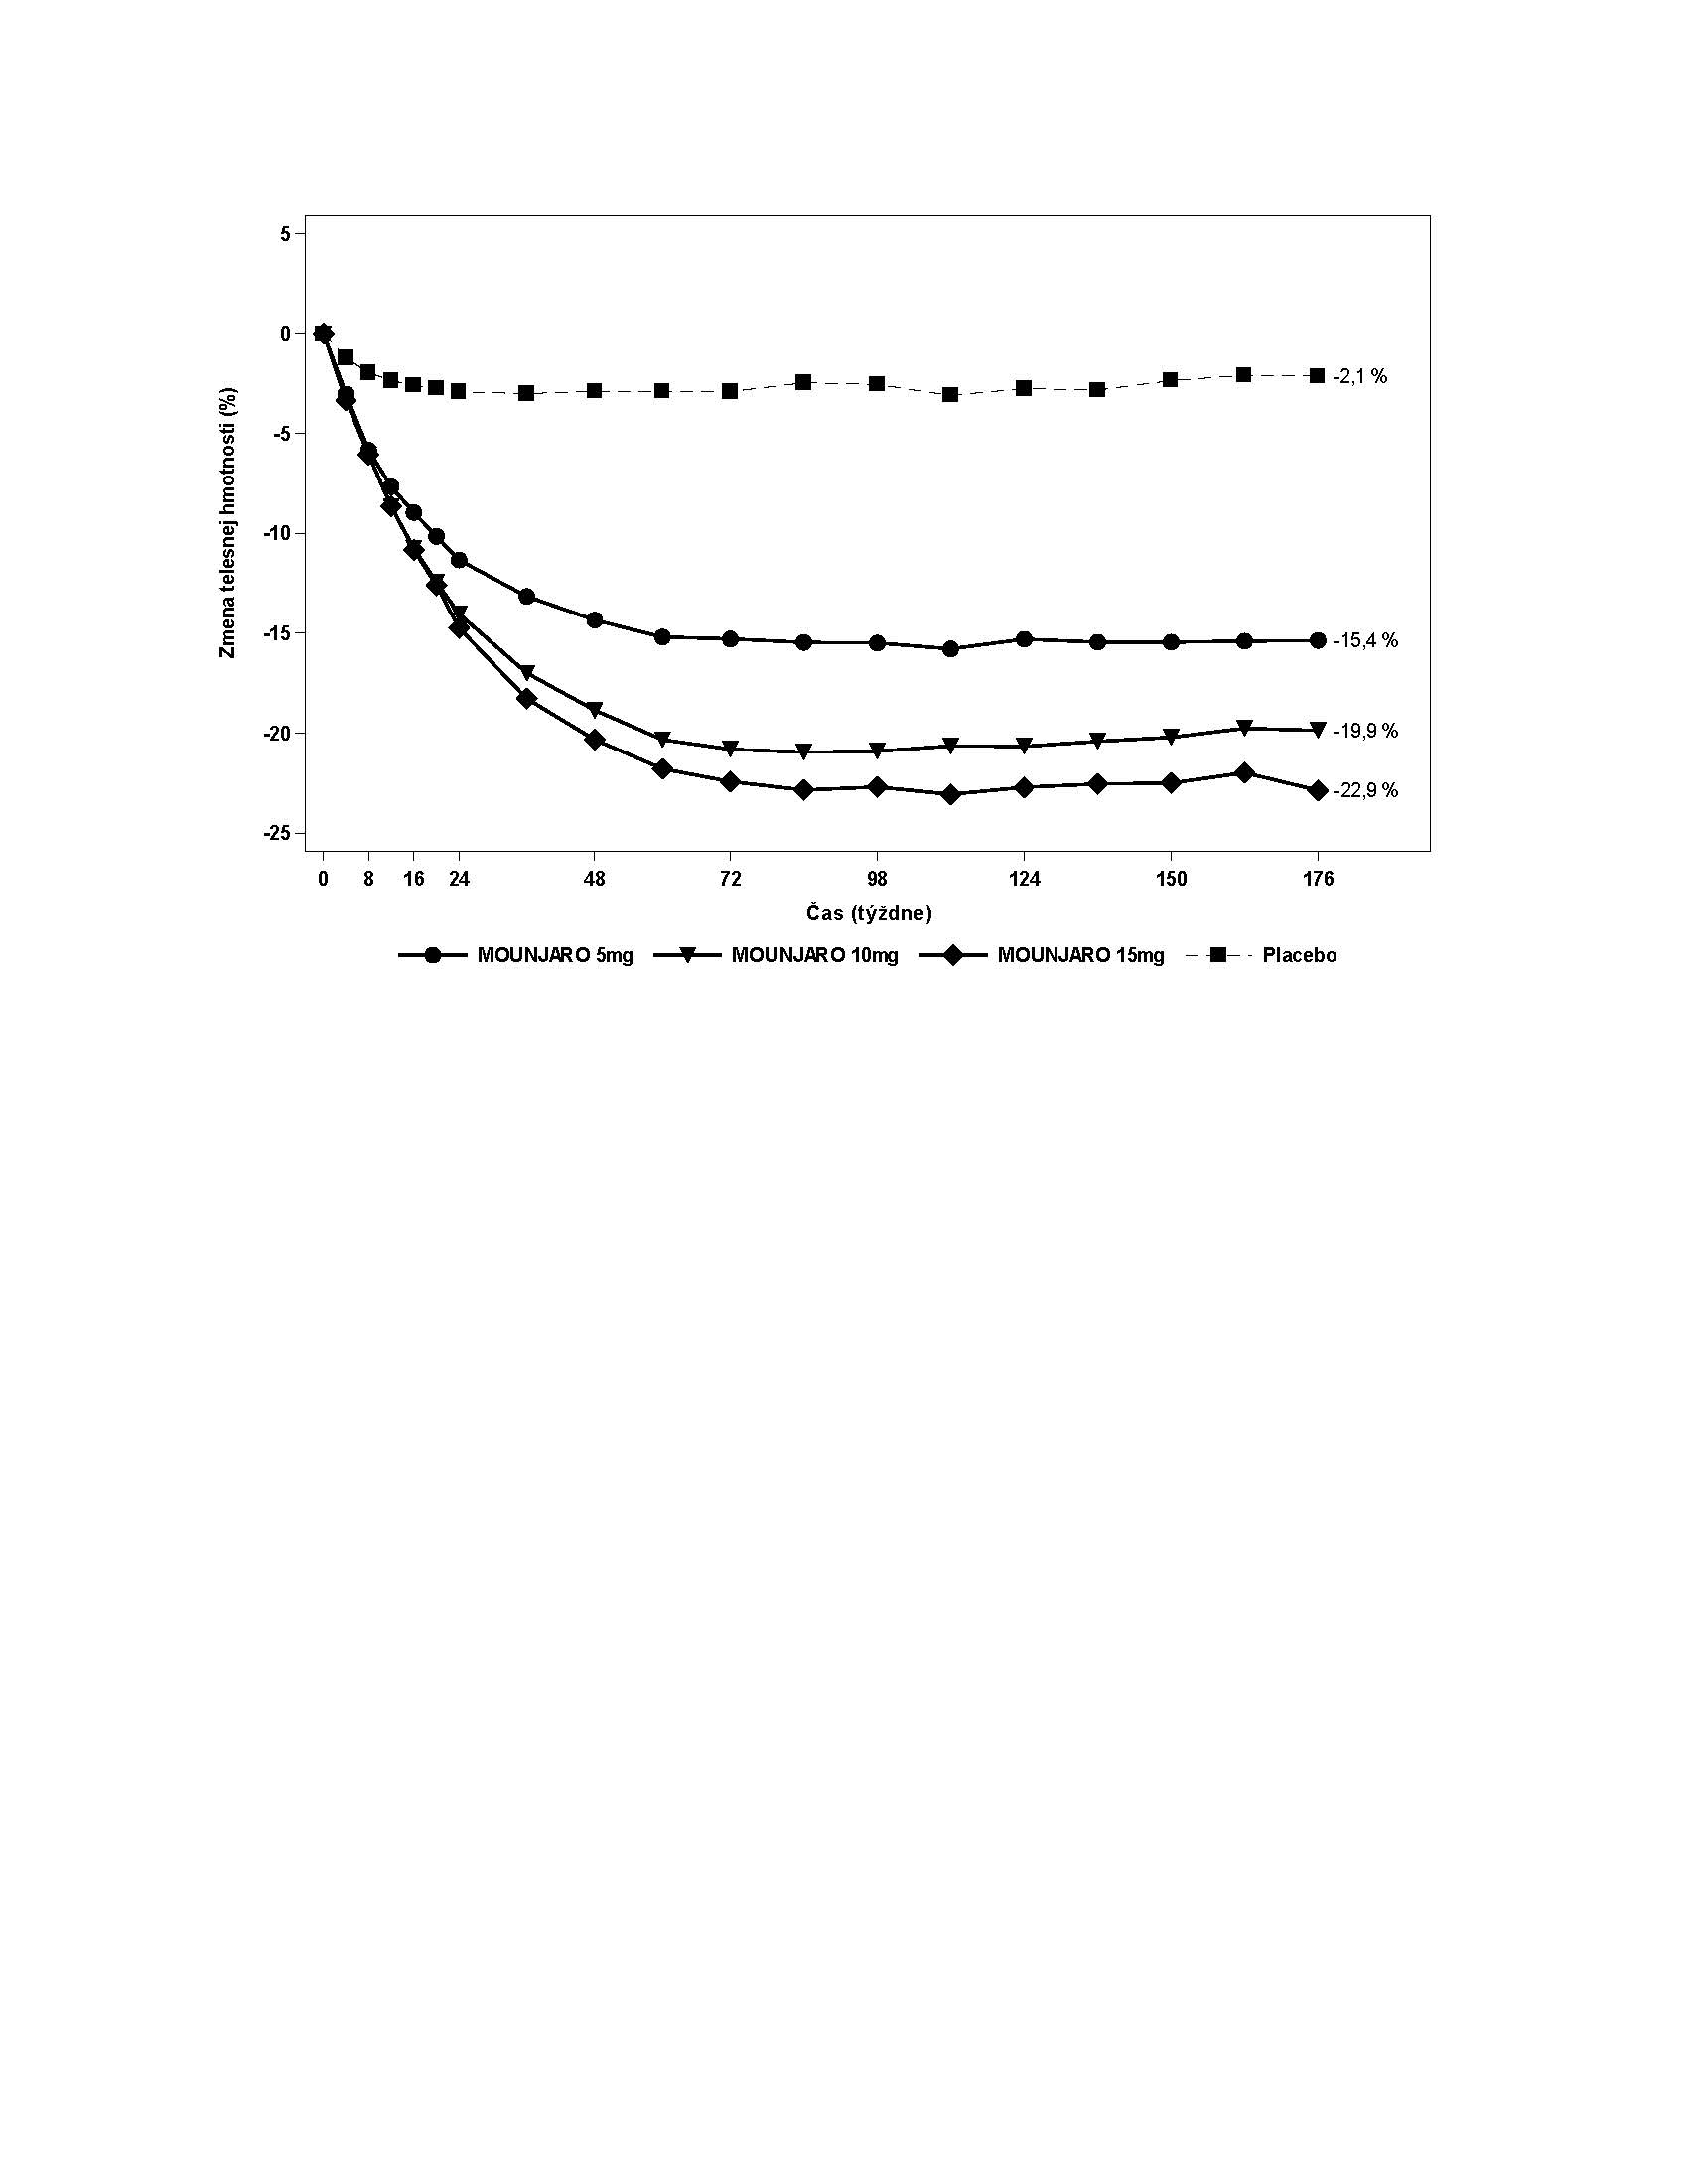 5
0
-5
-10
-15
-20
-25
Zmena telesnej hmotnosti (%)
-2,1 %
-15,4 %
-19,9 %
-22,9 %
0 8 16 24 48 72 98 124 150 176
Čas (týždne)
MOUNJARO 5mg MOUNJARO 10mg MOUNJARO 15mg Placebo